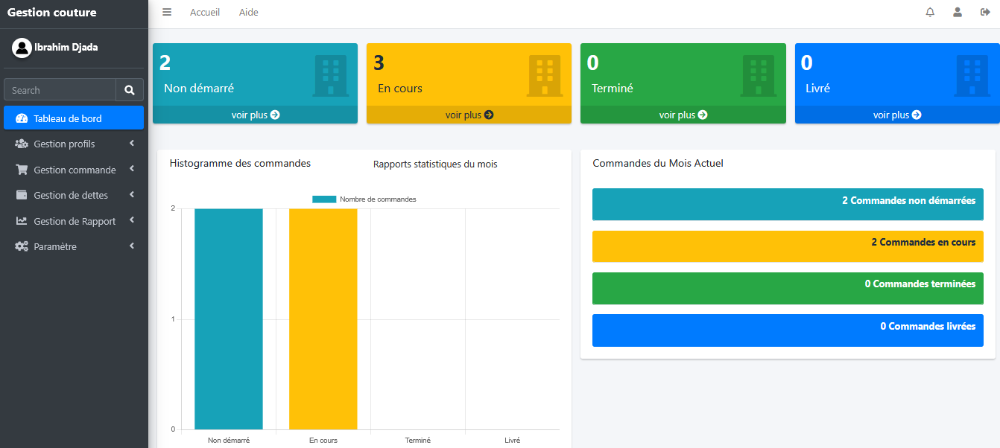 Gestion couture
Accueil Aide
Ibrahim Djada
Search
Tableau de bord
Gestion profils
Gestion commande
Gestion de dettes
Gestion de Rapport
Paramètre
2
Non démarré
voir plus
3
En cours
voir plus
0
Terminé
voir plus
0
Livré
voir plus
Histogramme des commandes
Rapports statistiques du mois
Nombre de commandes
2
1
0
Non démarré En cours Terminé Livré
Commandes du Mois Actuel
2 Commandes non démarrées
2 Commandes en cours
0 Commandes terminées
0 Commandes livrées